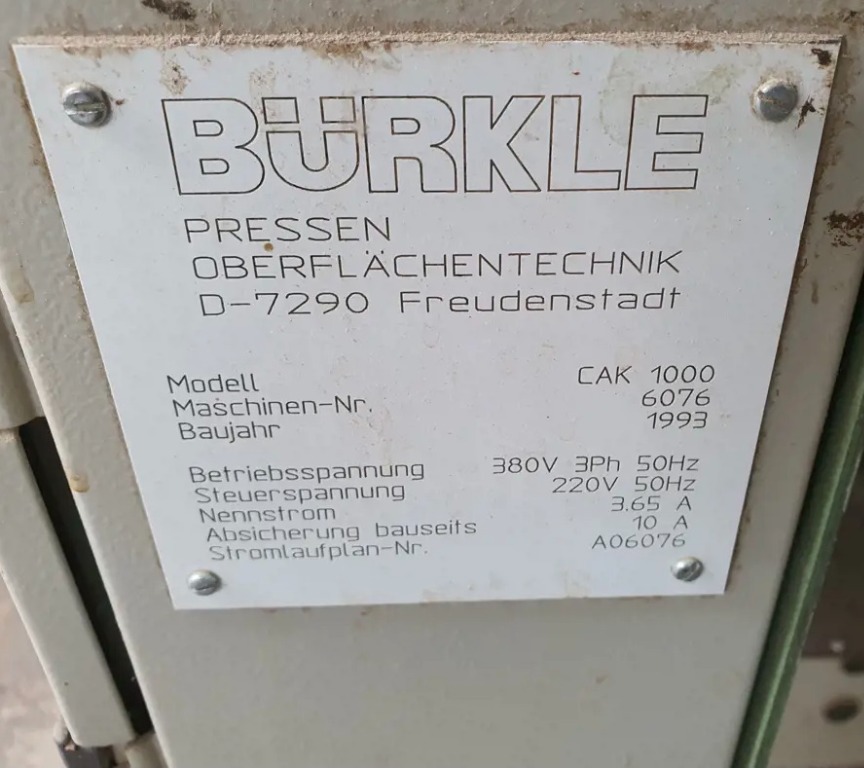 BÜRKLE
PRESSEN
OBERFLÄCHENTECHNIK
D-7290 Freudenstadt
Modell CAK 1000
Maschinen-Nr. 6076
Baujahr 1993
Betriebsspannung 380V 3Ph 50Hz
Steuerspannung 220V 50Hz
Nennstrom 3.65 A
Absicherung bauseits 10 A
Stromlaufplan-Nr. A06076